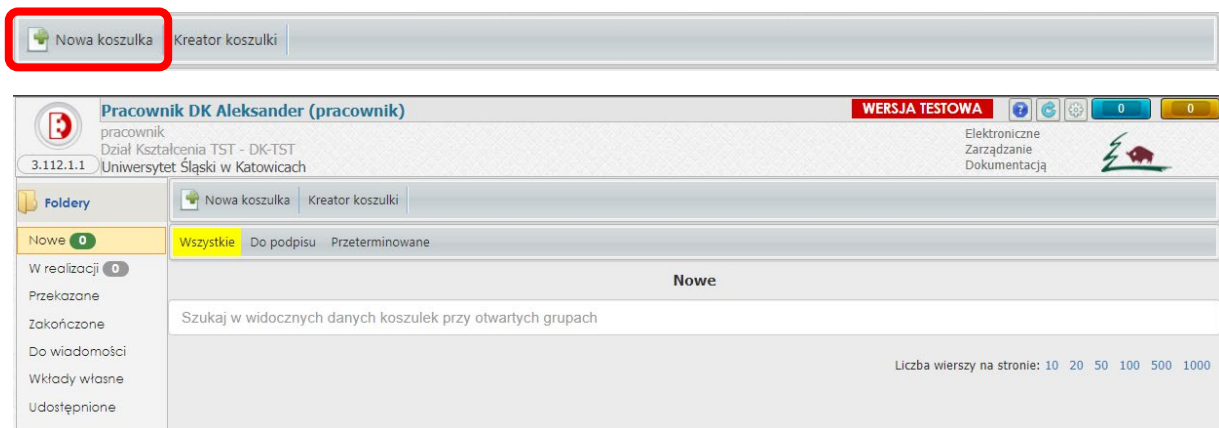 Nowa koszulka Kreator koszulki
Pracownik DK Aleksander (pracownik) WERSJA TESTOWA 0 0
pracownik
Dział Kształcenia TST - DK-TST
3.112.1.1 Uniwersytet Śląski w Katowicach
Elektroniczne
Zarządzanie
Dokumentacją
Foldery Nowa koszulka Kreator koszulki
Nowe 0 Wszystkie Do podpisu Przeterminowane
W realizacji 0 Nowe
Przekazane
Zakończone Szukaj w widocznych danych koszulek przy otwartych grupach
Do wiadomości
Wkłady własne Liczba wierszy na stronie: 10 20 50 100 500 1000
Udostępnione